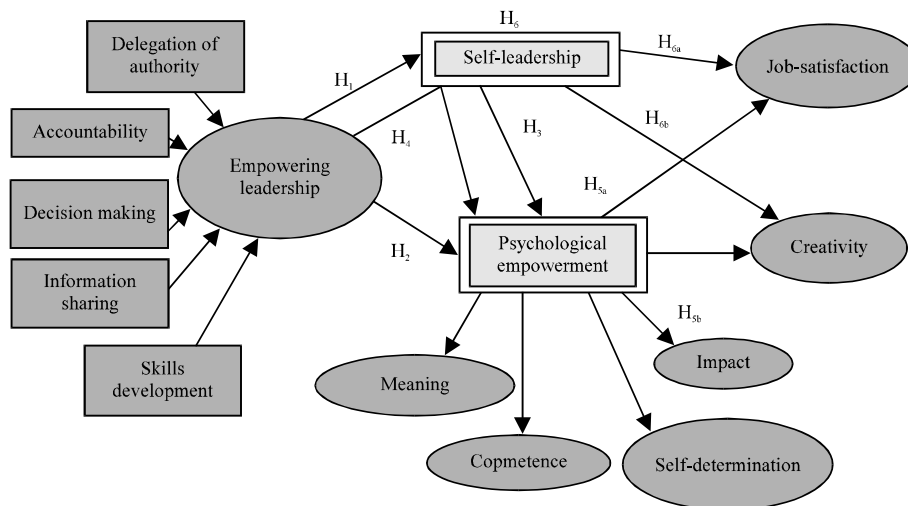 H6
Delegation of
authority
Self-leadership
H6a
Job-satisfaction
H1
Accountability
H4
H3
H6b
Empowering
leadership
Decision making
H5a
Psychological
empowerment
Creativity
H2
Information
sharing
H5b
Impact
Skills
development
Meaning
Copmetence
Self-determination